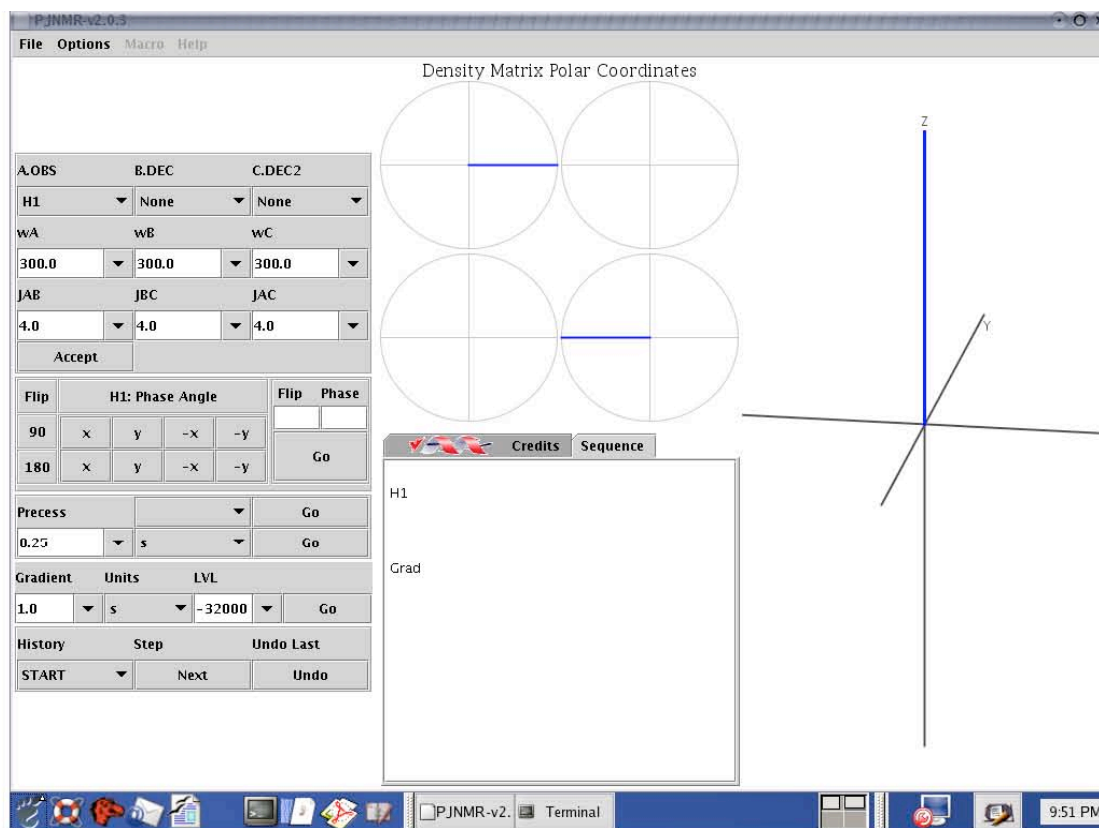 PJNMR-v2.0.3
File Options Macro Help
Density Matrix Polar Coordinates
A.OBS B.DEC C.DEC2
H1 None None
wA wB wC
300.0 300.0 300.0
JAB JBC JAC
4.0 4.0 4.0
Accept
Flip H1: Phase Angle Flip Phase
90 x y -x -y
180 x y -x -y
Go
Precess Go
0.25 s Go
Gradient Units LVL
1.0 s -32000 Go
History Step Undo Last
START Next Undo
Credits Sequence
H1
Grad
Z
Y
PJNMR-v2. Terminal 9:51 PM